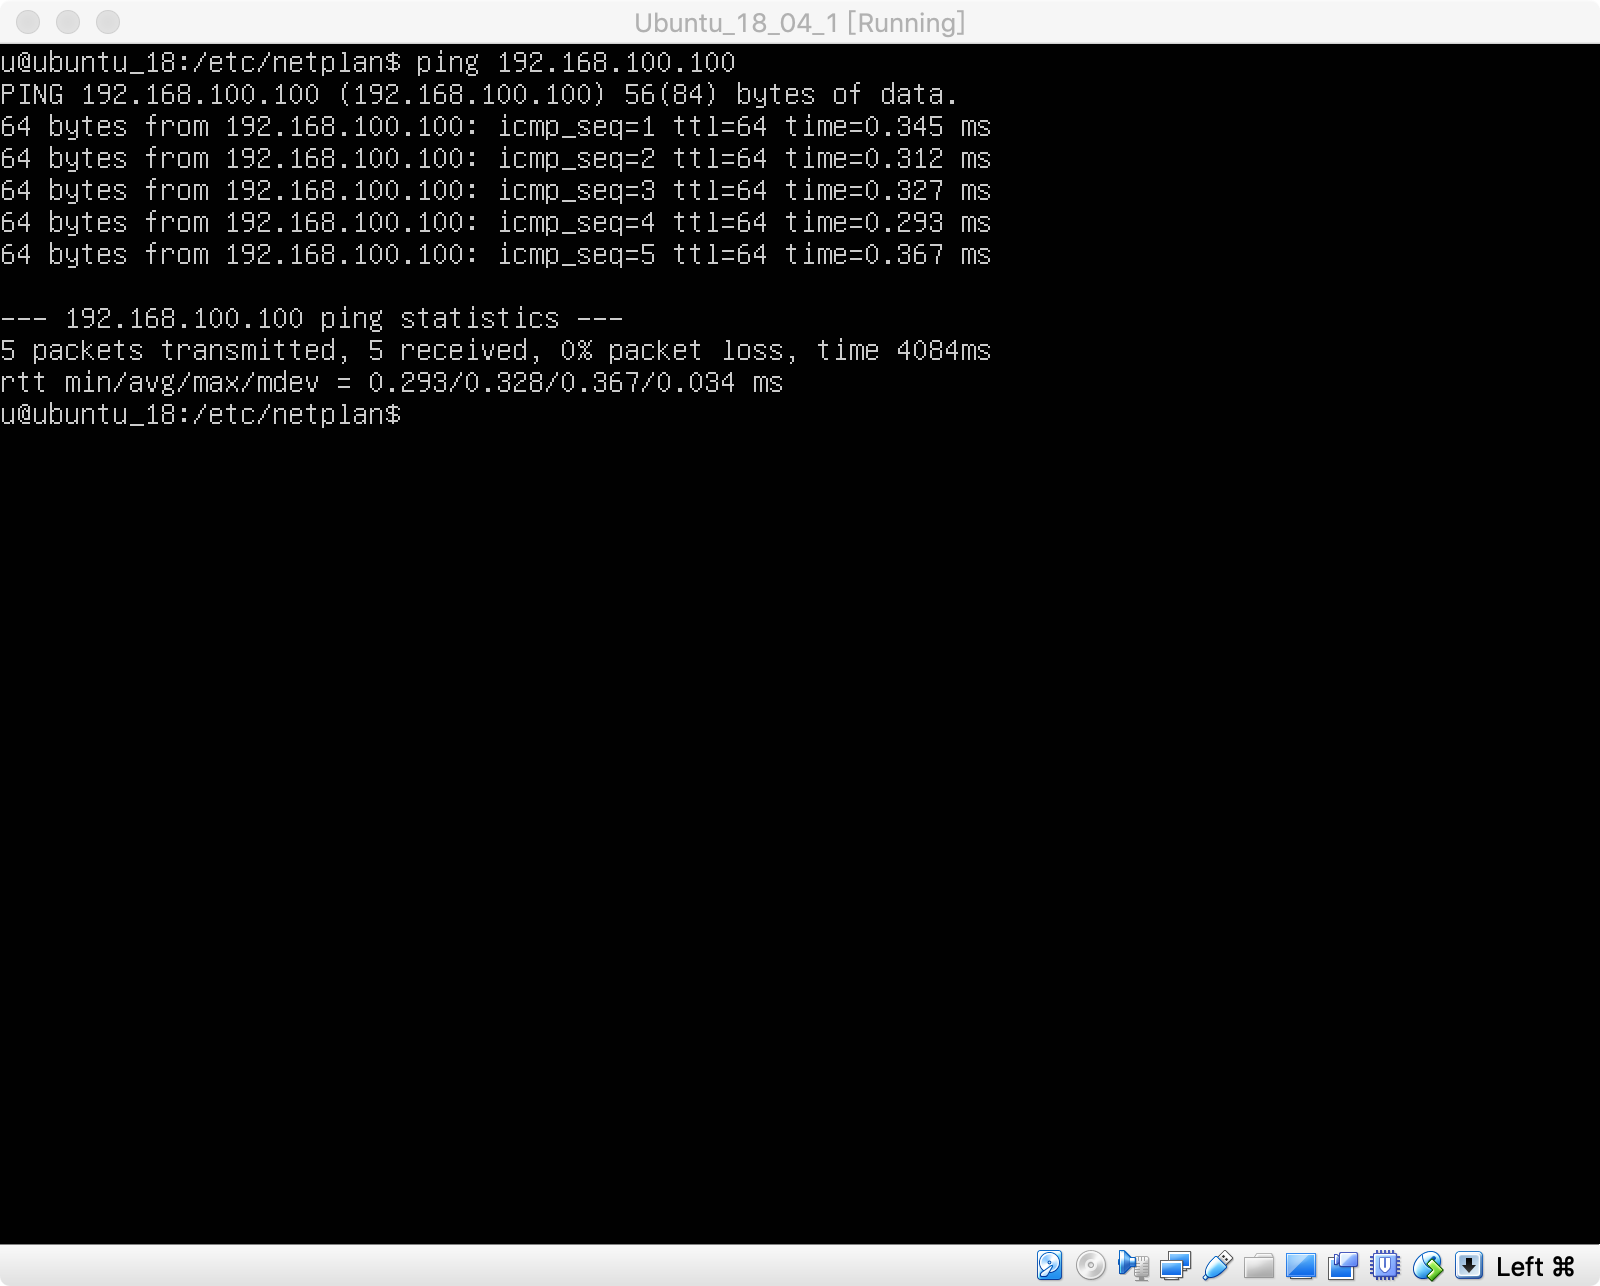 Ubuntu_18_04_1 [Running]
u@ubuntu_18:/etc/netplan$ ping 192.168.100.100
PING 192.168.100.100 (192.168.100.100) 56(84) bytes of data.
64 bytes from 192.168.100.100: icmp_seq=1 ttl=64 time=0.345 ms
64 bytes from 192.168.100.100: icmp_seq=2 ttl=64 time=0.312 ms
64 bytes from 192.168.100.100: icmp_seq=3 ttl=64 time=0.327 ms
64 bytes from 192.168.100.100: icmp_seq=4 ttl=64 time=0.293 ms
64 bytes from 192.168.100.100: icmp_seq=5 ttl=64 time=0.367 ms
--- 192.168.100.100 ping statistics ---
5 packets transmitted, 5 received, 0% packet loss, time 4084ms
rtt min/avg/max/mdev = 0.293/0.328/0.367/0.034 ms
u@ubuntu_18:/etc/netplan$
Left ⌘